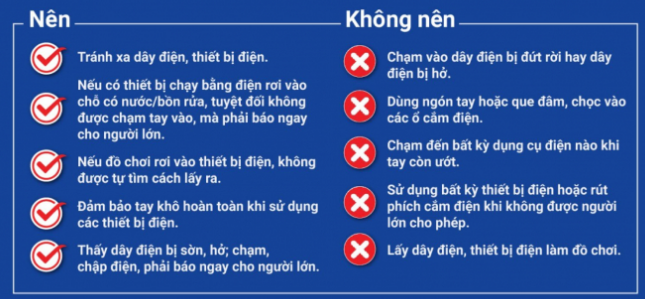 Nên
Tránh xa dây điện, thiết bị điện.
Nếu có thiết bị chạy bằng điện rơi vào
chỗ có nước/bồn rửa, tuyệt đối không
được chạm tay vào, mà phải báo ngay
cho người lớn.
Nếu đồ chơi rơi vào thiết bị điện, không
được tự tìm cách lấy ra.
Đảm bảo tay khô hoàn toàn khi sử dụng
các thiết bị điện.
Thấy dây điện bị sờn, hở; chạm,
chập điện, phải báo ngay cho người lớn.
Không nên
Chạm vào dây điện bị đứt rời hay dây
điện bị hở.
Dùng ngón tay hoặc que đâm, chọc vào
các ổ cắm điện.
Chạm đến bất kỳ dụng cụ điện nào khi
tay còn ướt.
Sử dụng bất kỳ thiết bị điện hoặc rút
phích cắm điện khi không được người
lớn cho phép.
Lấy dây điện, thiết bị điện làm đồ chơi.